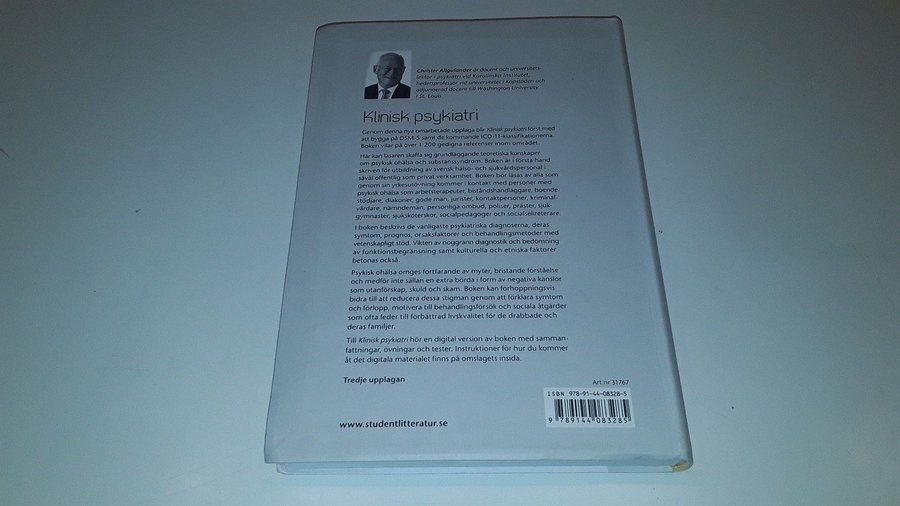 Christer Allgulander är docent och universitets-
lektor i psykiatri vid Karolinska Institutet,
hedersprofessor vid universitetet i Kapstaden och
adjungerad docent till Washington University
i St. Louis.
Klinisk psykiatri
Genom denna nya omarbetade upplaga blir Klinisk psykiatri först med
att bygga på DSM-5 samt de kommande ICD-11-klassifikationerna.
Boken vilar på över 1 200 gedigna referenser inom området.
Här kan läsaren skaffa sig grundläggande teoretiska kunskaper
om psykisk ohälsa och substanssyndrom. Boken är i första hand
skriven för utbildning av svensk hälso- och sjukvårdspersonal i
såväl offentlig som privat verksamhet. Boken bör läsas av alla som
genom sin yrkesutövning kommer i kontakt med personer med
psykisk ohälsa som arbetsterapeuter, biståndshandläggare, boende-
stödjare, diakoner, gode män, jurister, kontaktpersoner, kriminal-
vårdare, nämndemän, personliga ombud, poliser, präster, sjuk-
gymnaster, sjuksköterskor, socialpedagoger och socialsekreterare.
I boken beskrivs de vanligaste psykiatriska diagnoserna, deras
symtom, prognos, orsaksfaktorer och behandlingsmetoder med
vetenskapligt stöd. Vikten av noggrann diagnostik och bedömning
av funktionsbegränsning samt kulturella och etniska faktorer
betonas också.
Psykisk ohälsa omges fortfarande av myter, bristande förståelse
och medför inte sällan en extra börda i form av negativa känslor
som utanförskap, skuld och skam. Boken kan förhoppningsvis
bidra till att reducera dessa stigman genom att förklara symtom
och förlopp, motivera till behandlingsförsök och sociala åtgärder
som ofta leder till förbättrad livskvalitet för de drabbade och
deras familjer.
Till Klinisk psykiatri hör en digital version av boken med samman-
fattningar, övningar och tester. Instruktioner för hur du kommer
åt det digitala materialet finns på omslagets insida.
Tredje upplagan
Art.nr 31767
ISBN 978-91-44-08328-5
9 789144 083285
www.studentlitteratur.se